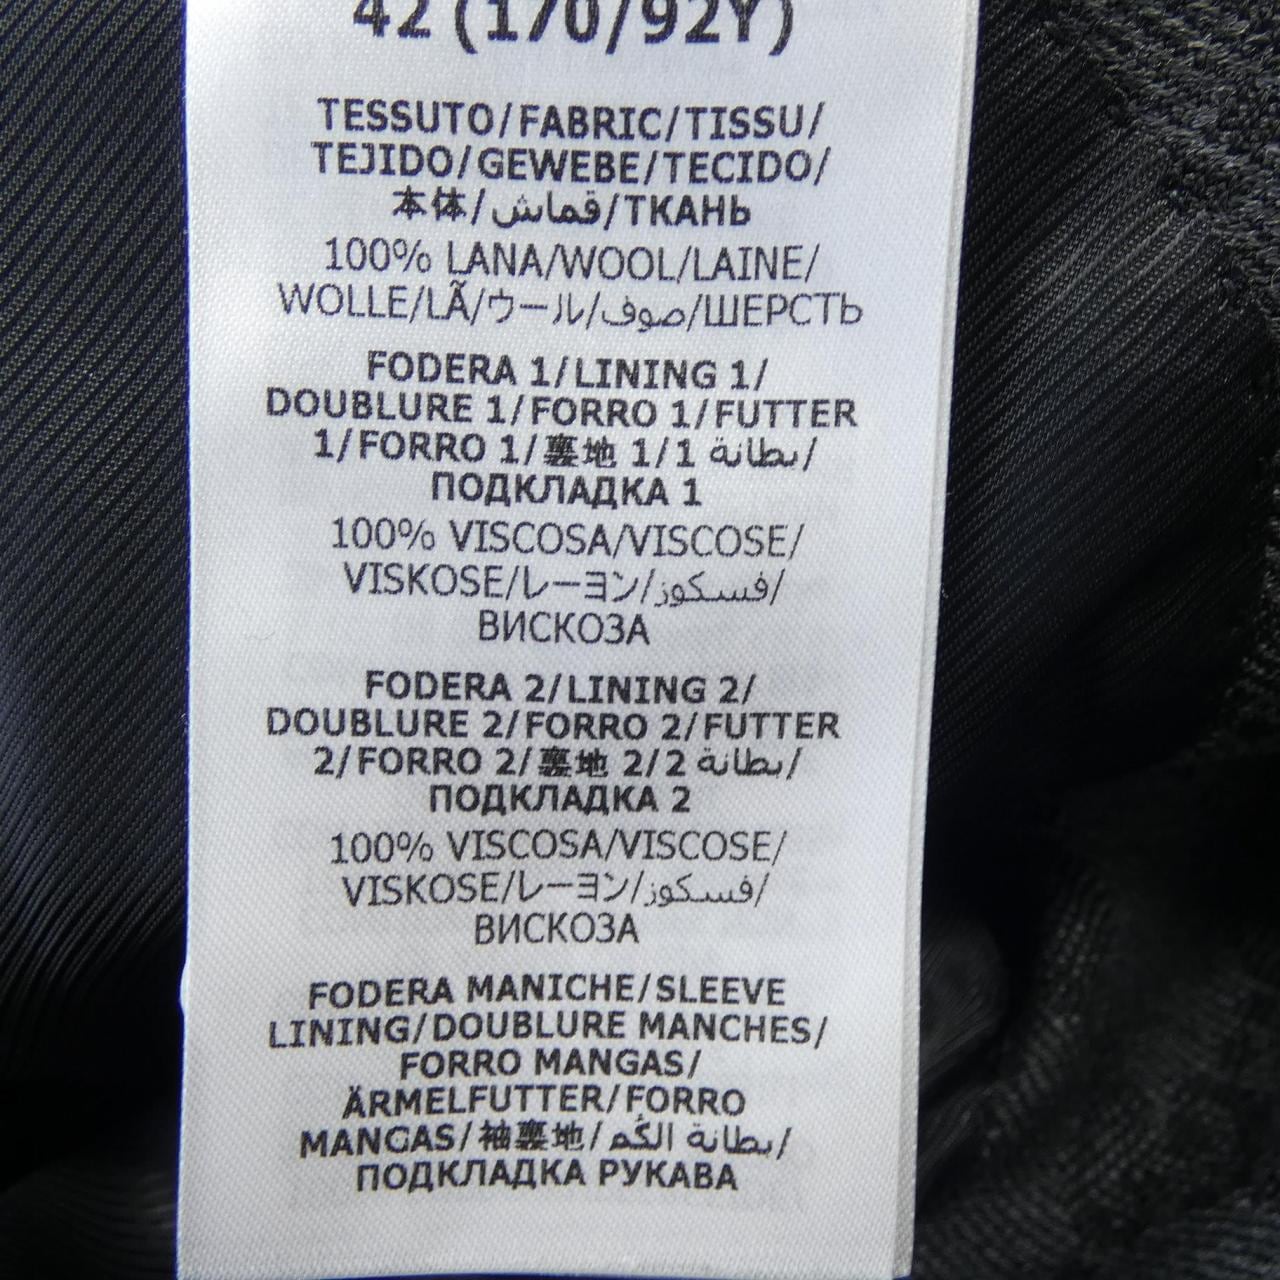 42 (170/92Y)
TESSUTO/FABRIC/TISSU/
TEJIDO/GEWEBE/TECIDO/
本体/قماش/ТКАНЬ
100% LANA/WOOL/LAINE/
WOLLE/LÃ/ウール/صوف/ШЕРСТЬ
FODERA 1/LINING 1/
DOUBLURE 1/FORRO 1/FUTTER
1/FORRO 1/裏地 1/1 بطانة/
ПОДКЛАДКА 1
100% VISCOSA/VISCOSE/
VISKOSE/レーヨン/فسكوز/
ВИСКОЗА
FODERA 2/LINING 2/
DOUBLURE 2/FORRO 2/FUTTER
2/FORRO 2/裏地 2/2 بطانة/
ПОДКЛАДКА 2
100% VISCOSA/VISCOSE/
VISKOSE/レーヨン/فسكوز/
ВИСКОЗА
FODERA MANICHE/SLEEVE
LINING/DOUBLURE MANCHES/
FORRO MANGAS/
ÄRMELFUTTER/FORRO
MANGAS/袖裏地/بطانة الكُم/
ПОДКЛАДКА РУКАВА